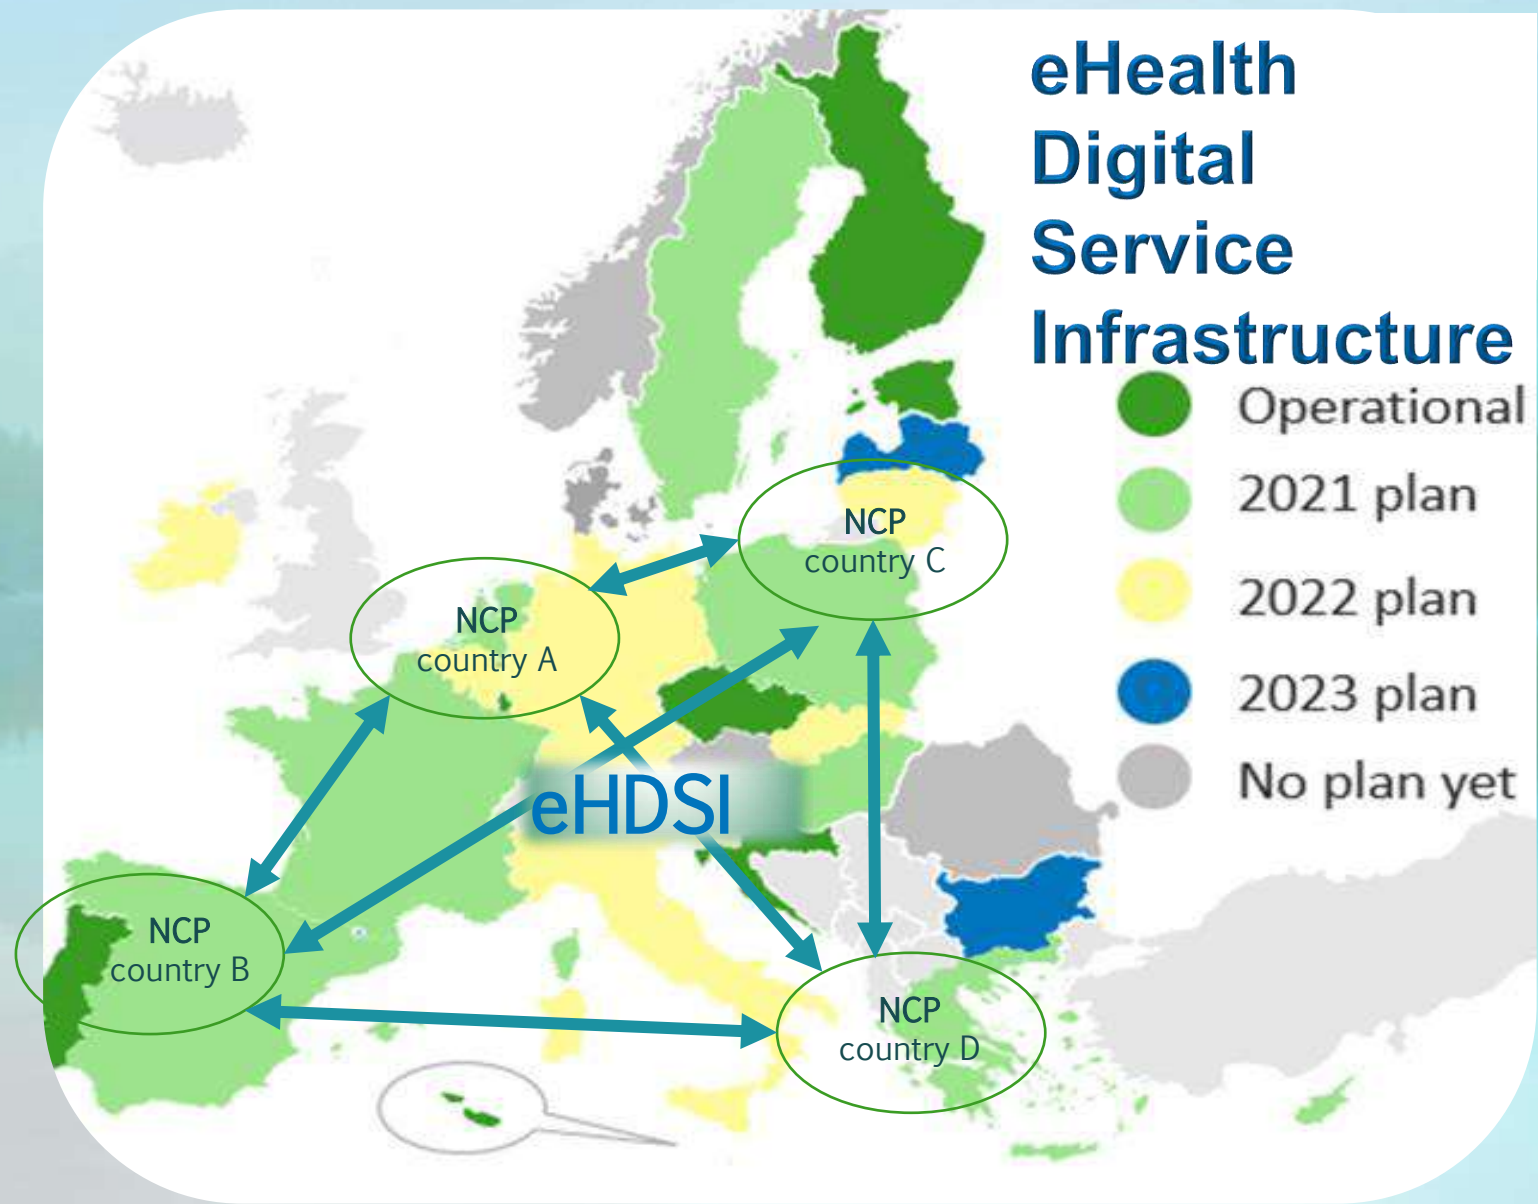 eHealth
Digital
Service
Infrastructure
Operational
2021 plan
2022 plan
2023 plan
No plan yet
NCP
country C
NCP
country A
eHDSI
NCP
country B
NCP
country D